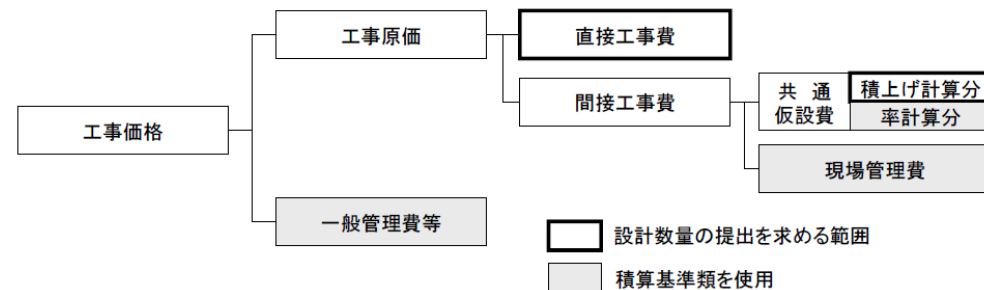 工事原価
直接工事費
間接工事費
共通
仮設費
積上げ計算分
率計算分
工事価格
現場管理費
一般管理費等
設計数量の提出を求める範囲
積算基準類を使用